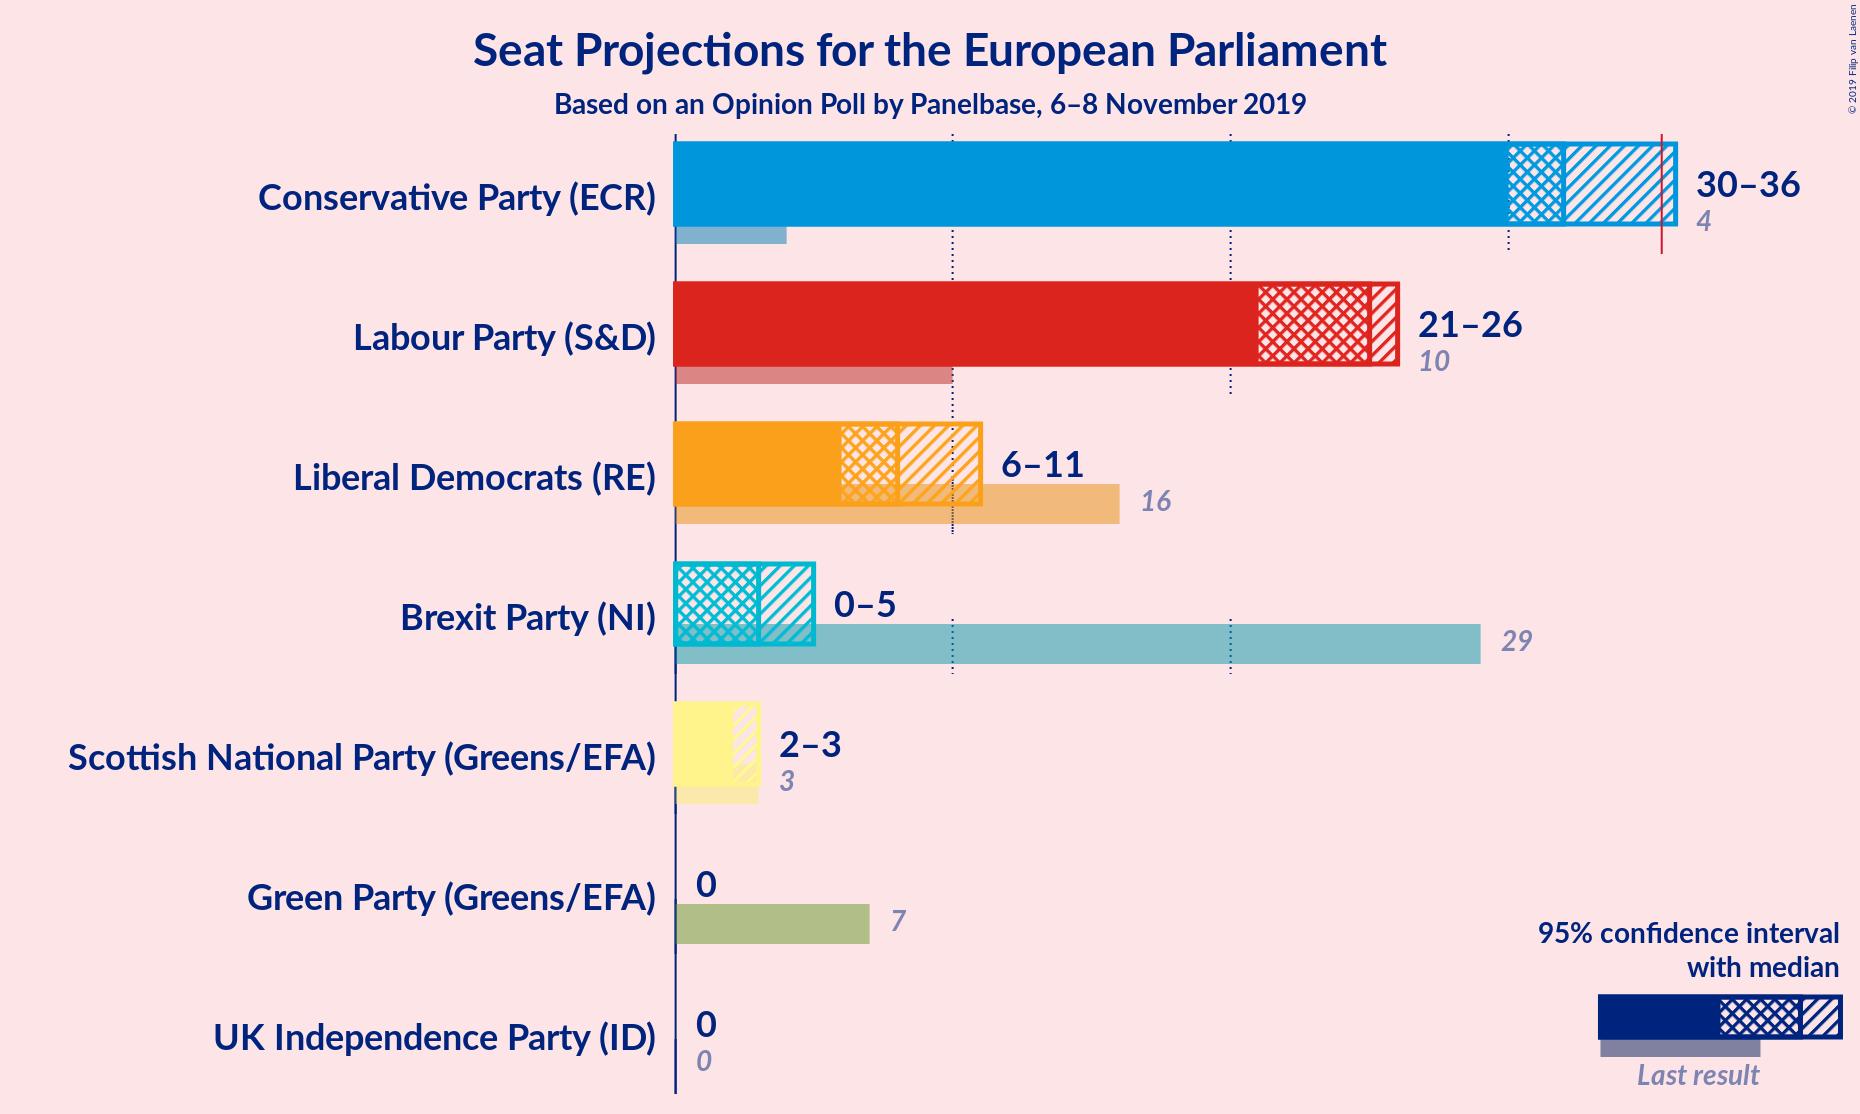 Seat Projections for the European Parliament
Based on an Opinion Poll by Panelbase, 6–8 November 2019
© 2019 Filip van Laenen
Conservative Party (ECR)
30–36
4
Labour Party (S&D)
21–26
10
Liberal Democrats (RE)
6–11
16
Brexit Party (NI)
0–5
29
Scottish National Party (Greens/EFA)
2–3
3
Green Party (Greens/EFA)
0
7
UK Independence Party (ID)
0
0
95% confidence interval
with median
Last result